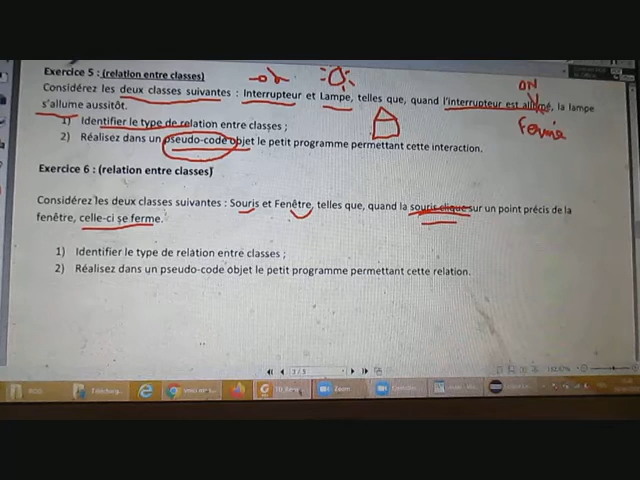 Exercice 5 : (relation entre classes)
Considérez les deux classes suivantes : Interrupteur et Lampe, telles que, quand l'interrupteur est allumé, la lampe
ON
s'allume aussitôt.
Fermé
1) Identifier le type de relation entre classes ;
2) Réalisez dans un pseudo-code objet le petit programme permettant cette interaction.
Exercice 6 : (relation entre classes)
Considérez les deux classes suivantes : Souris et Fenêtre, telles que, quand la souris clique sur un point précis de la
fenêtre, celle-ci se ferme.
1) Identifier le type de relation entre classes ;
2) Réalisez dans un pseudo-code objet le petit programme permettant cette relation.
3 / 3
Zoom